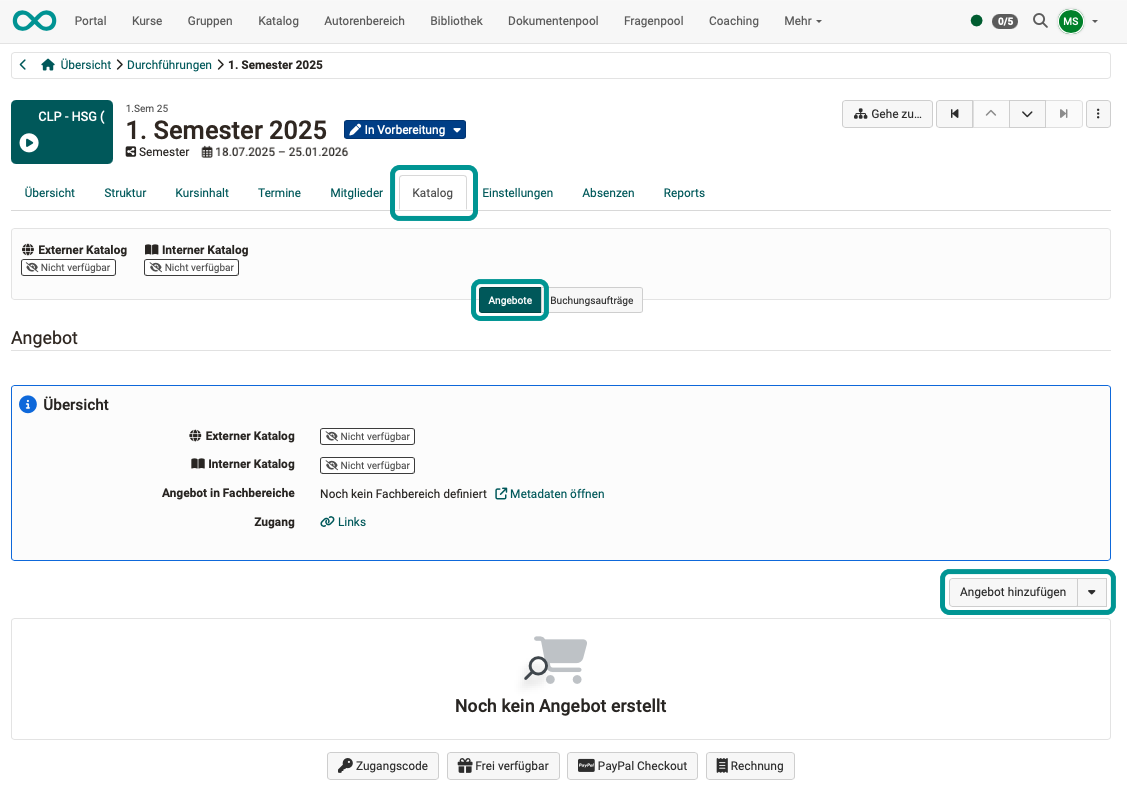 Portal Kurse Gruppen Katalog Autorenbereich Bibliothek Dokumentenpool Fragenpool Coaching Mehr 0/5 MS
Übersicht Durchführungen 1. Semester 2025
CLP - HSG (
1.Sem 25
1. Semester 2025 In Vorbereitung
Semester 18.07.2025 – 25.01.2026
Gehe zu...
Übersicht Struktur Kursinhalt Termine Mitglieder Katalog Einstellungen Absenzen Reports
Externer Katalog Interner Katalog
Nicht verfügbar Nicht verfügbar
Angebote Buchungsaufträge
Angebot
Übersicht
Externer Katalog Nicht verfügbar
Interner Katalog Nicht verfügbar
Angebot in Fachbereiche Noch kein Fachbereich definiert Metadaten öffnen
Zugang Links
Angebot hinzufügen
Noch kein Angebot erstellt
Zugangscode Frei verfügbar PayPal PayPal Checkout Rechnung